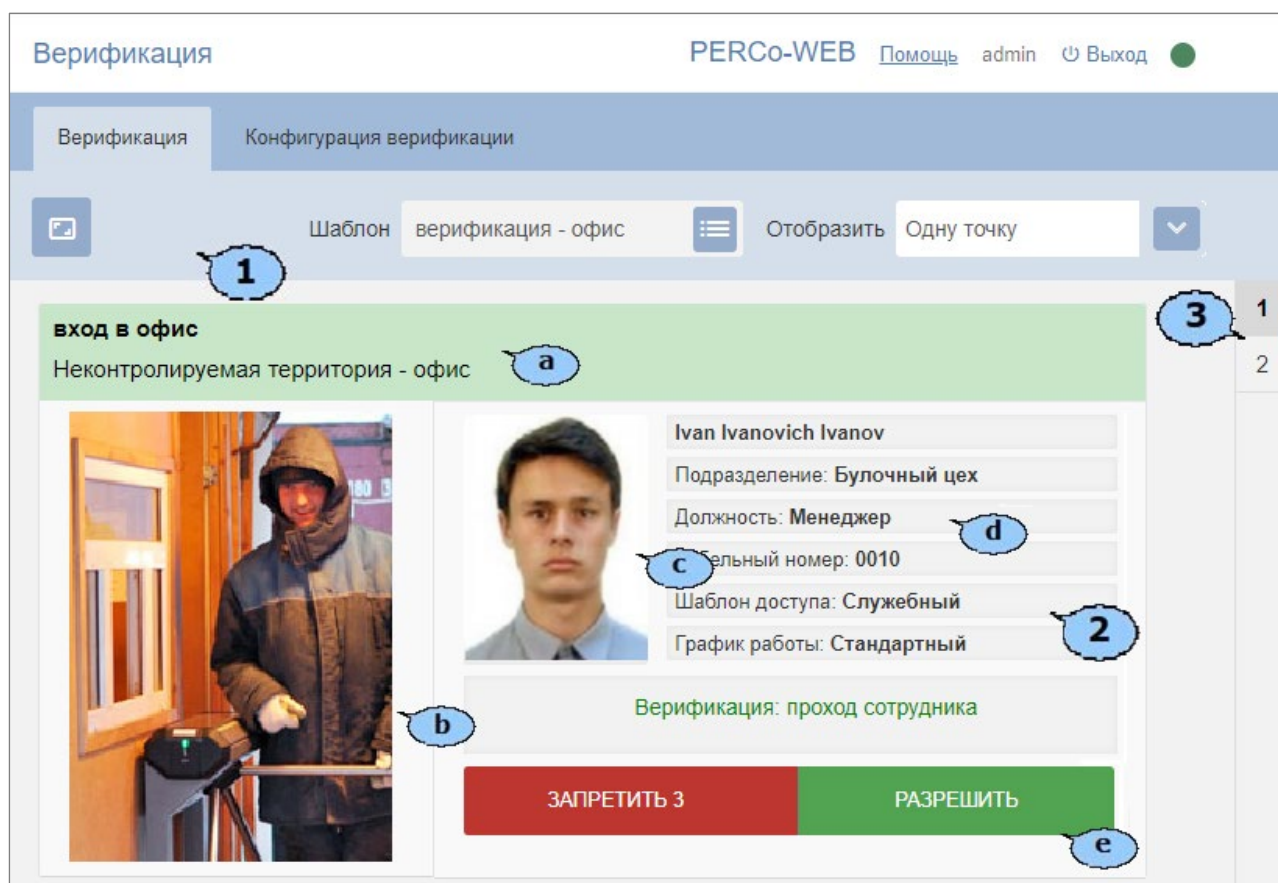 Верификация
PERCo-WEB Помощь admin Выход
Верификация Конфигурация верификации
Шаблон верификация - офис Отобразить Одну точку
1
3 1
вход в офис
Неконтролируемая территория - офис a
2
Ivan Ivanovich Ivanov
Подразделение: Булочный цех
Должность: Менеджер
d
c номер: 0010
Шаблон доступа: Служебный
2
График работы: Стандартный
b
Верификация: проход сотрудника
ЗАПРЕТИТЬ 3 РАЗРЕШИТЬ
e